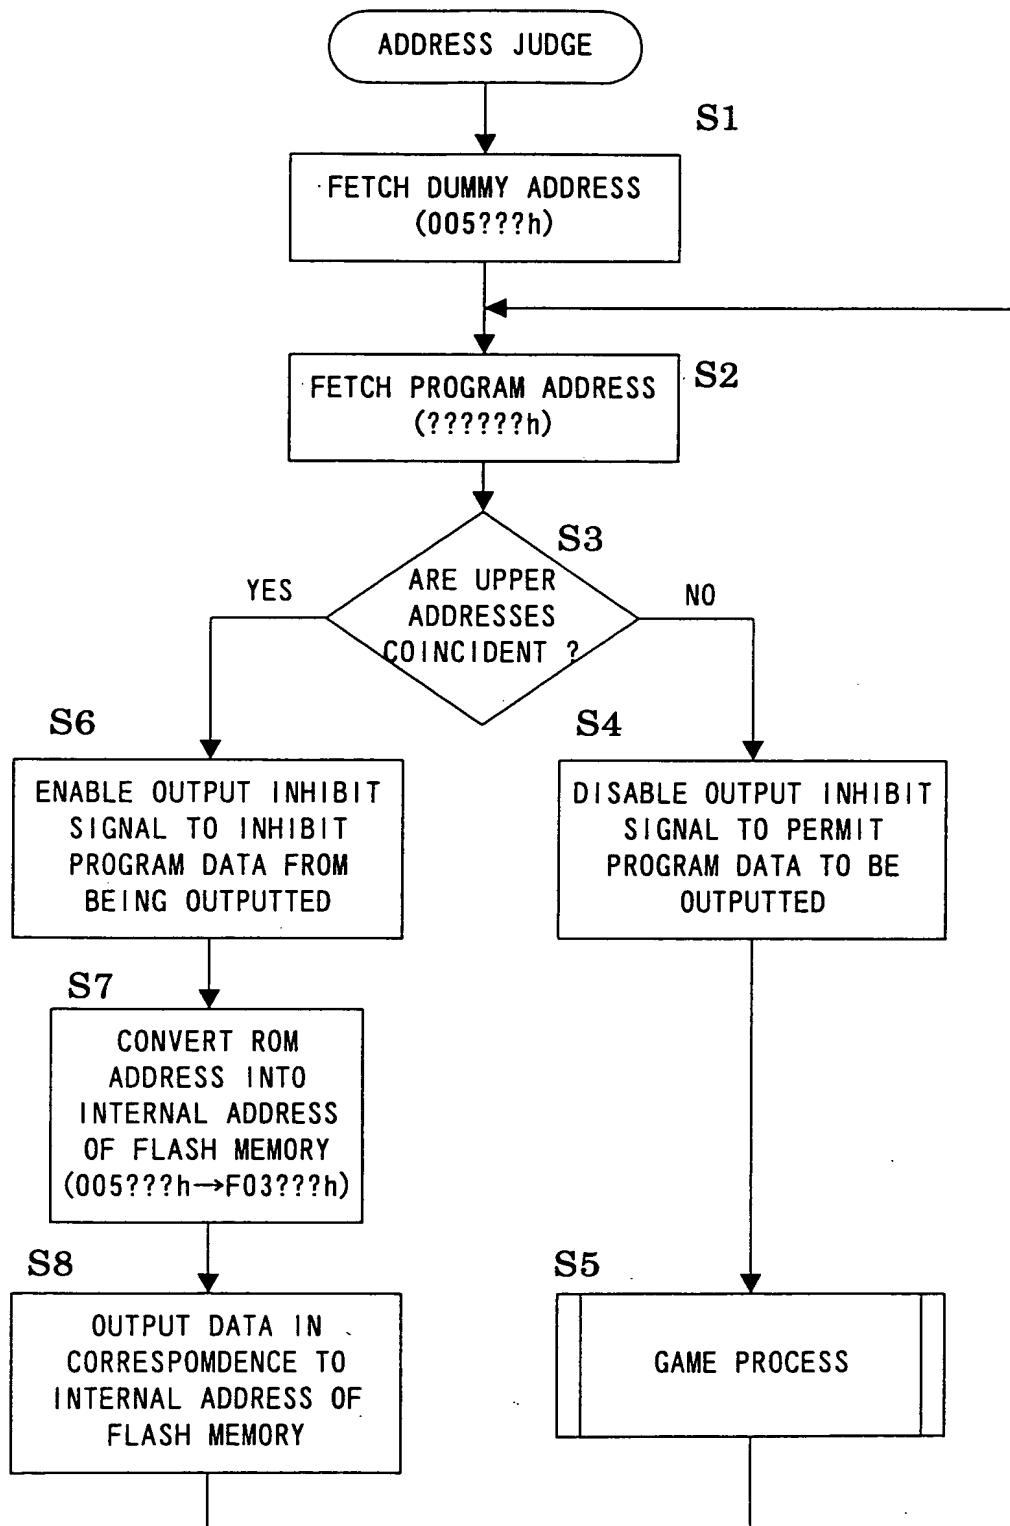 ADDRESS JUDGE
S1
FETCH DUMMY ADDRESS
(005???h)
S2
FETCH PROGRAM ADDRESS
(??????h)
S3
ARE UPPER
ADDRESSES
COINCIDENT ?
YES
NO
S6
ENABLE OUTPUT INHIBIT
SIGNAL TO INHIBIT
PROGRAM DATA FROM
BEING OUTPUTTED
S4
DISABLE OUTPUT INHIBIT
SIGNAL TO PERMIT
PROGRAM DATA TO BE
OUTPUTTED
S7
CONVERT ROM
ADDRESS INTO
INTERNAL ADDRESS
OF FLASH MEMORY
(005???h→F03???h)
S8
OUTPUT DATA IN
CORRESPOMDENCE TO
INTERNAL ADDRESS OF
FLASH MEMORY
S5
GAME PROCESS